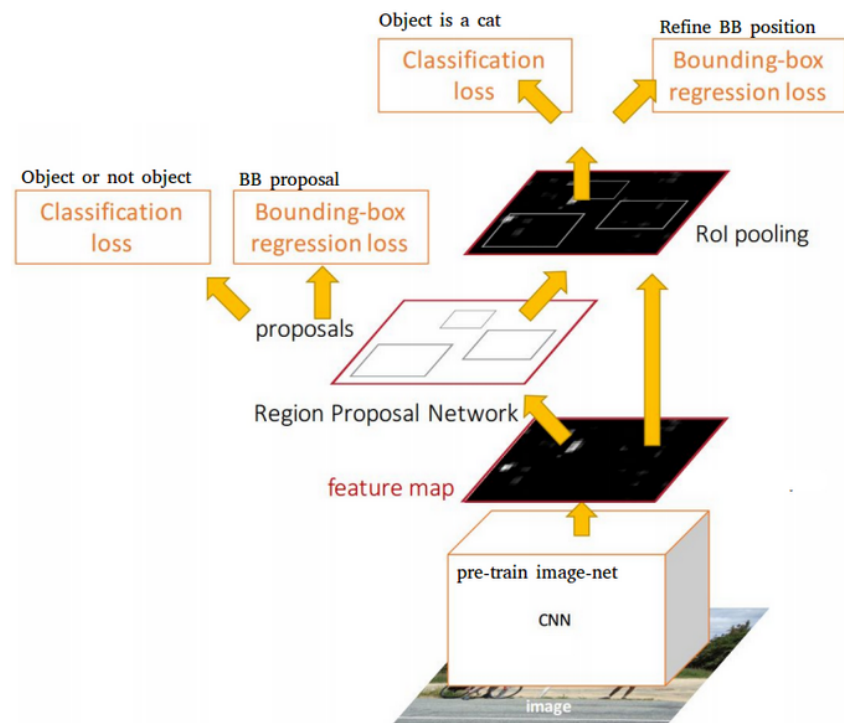 Object is a cat
Refine BB position
Classification
loss
Bounding-box
regression loss
Object or not object
BB proposal
Classification
loss
Bounding-box
regression loss
RoI pooling
proposals
Region Proposal Network
feature map
pre-train image-net
CNN
image